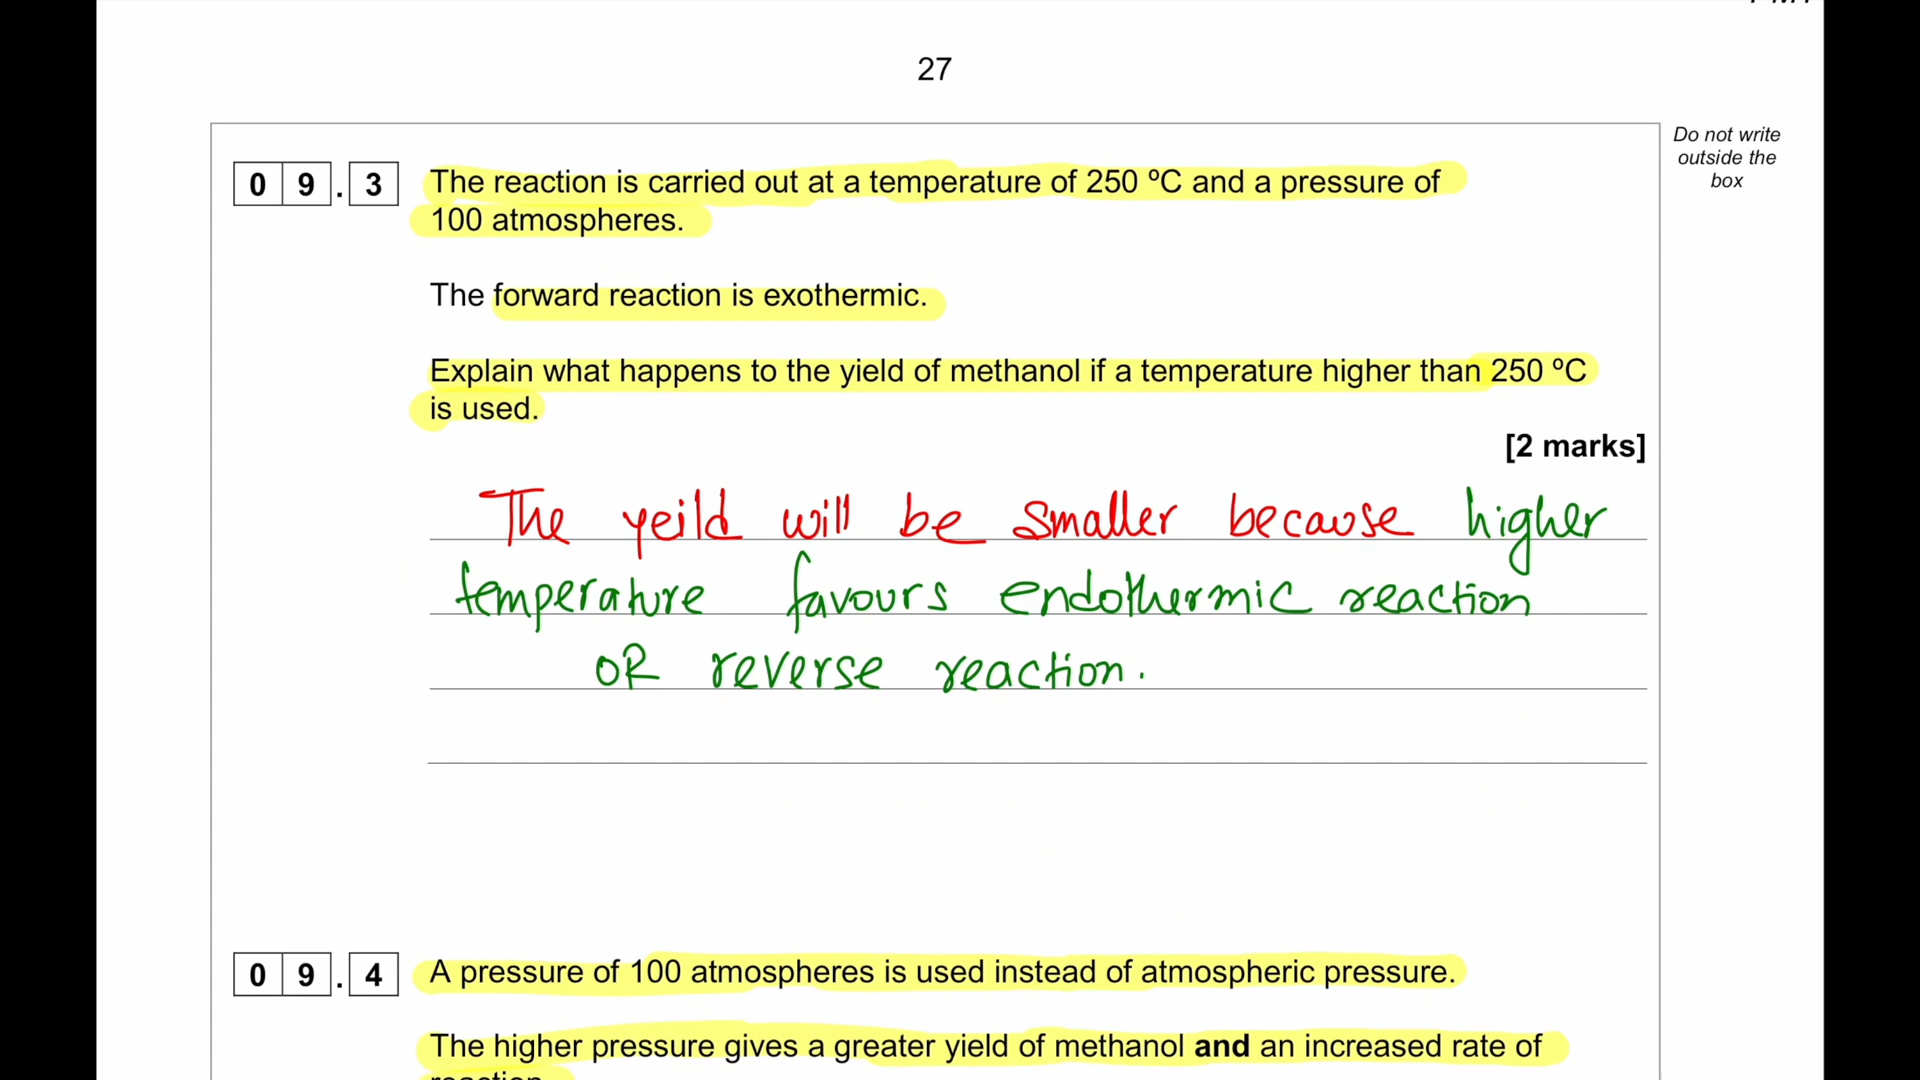 27
Do not write
outside the
box
0 9 . 3 The reaction is carried out at a temperature of 250 ºC and a pressure of
100 atmospheres.
The forward reaction is exothermic.
Explain what happens to the yield of methanol if a temperature higher than 250 ºC
is used.
[2 marks]
The yeild will be smaller because higher
temperature favours endothermic reaction
OR reverse reaction.
0 9 . 4 A pressure of 100 atmospheres is used instead of atmospheric pressure.
The higher pressure gives a greater yield of methanol and an increased rate of